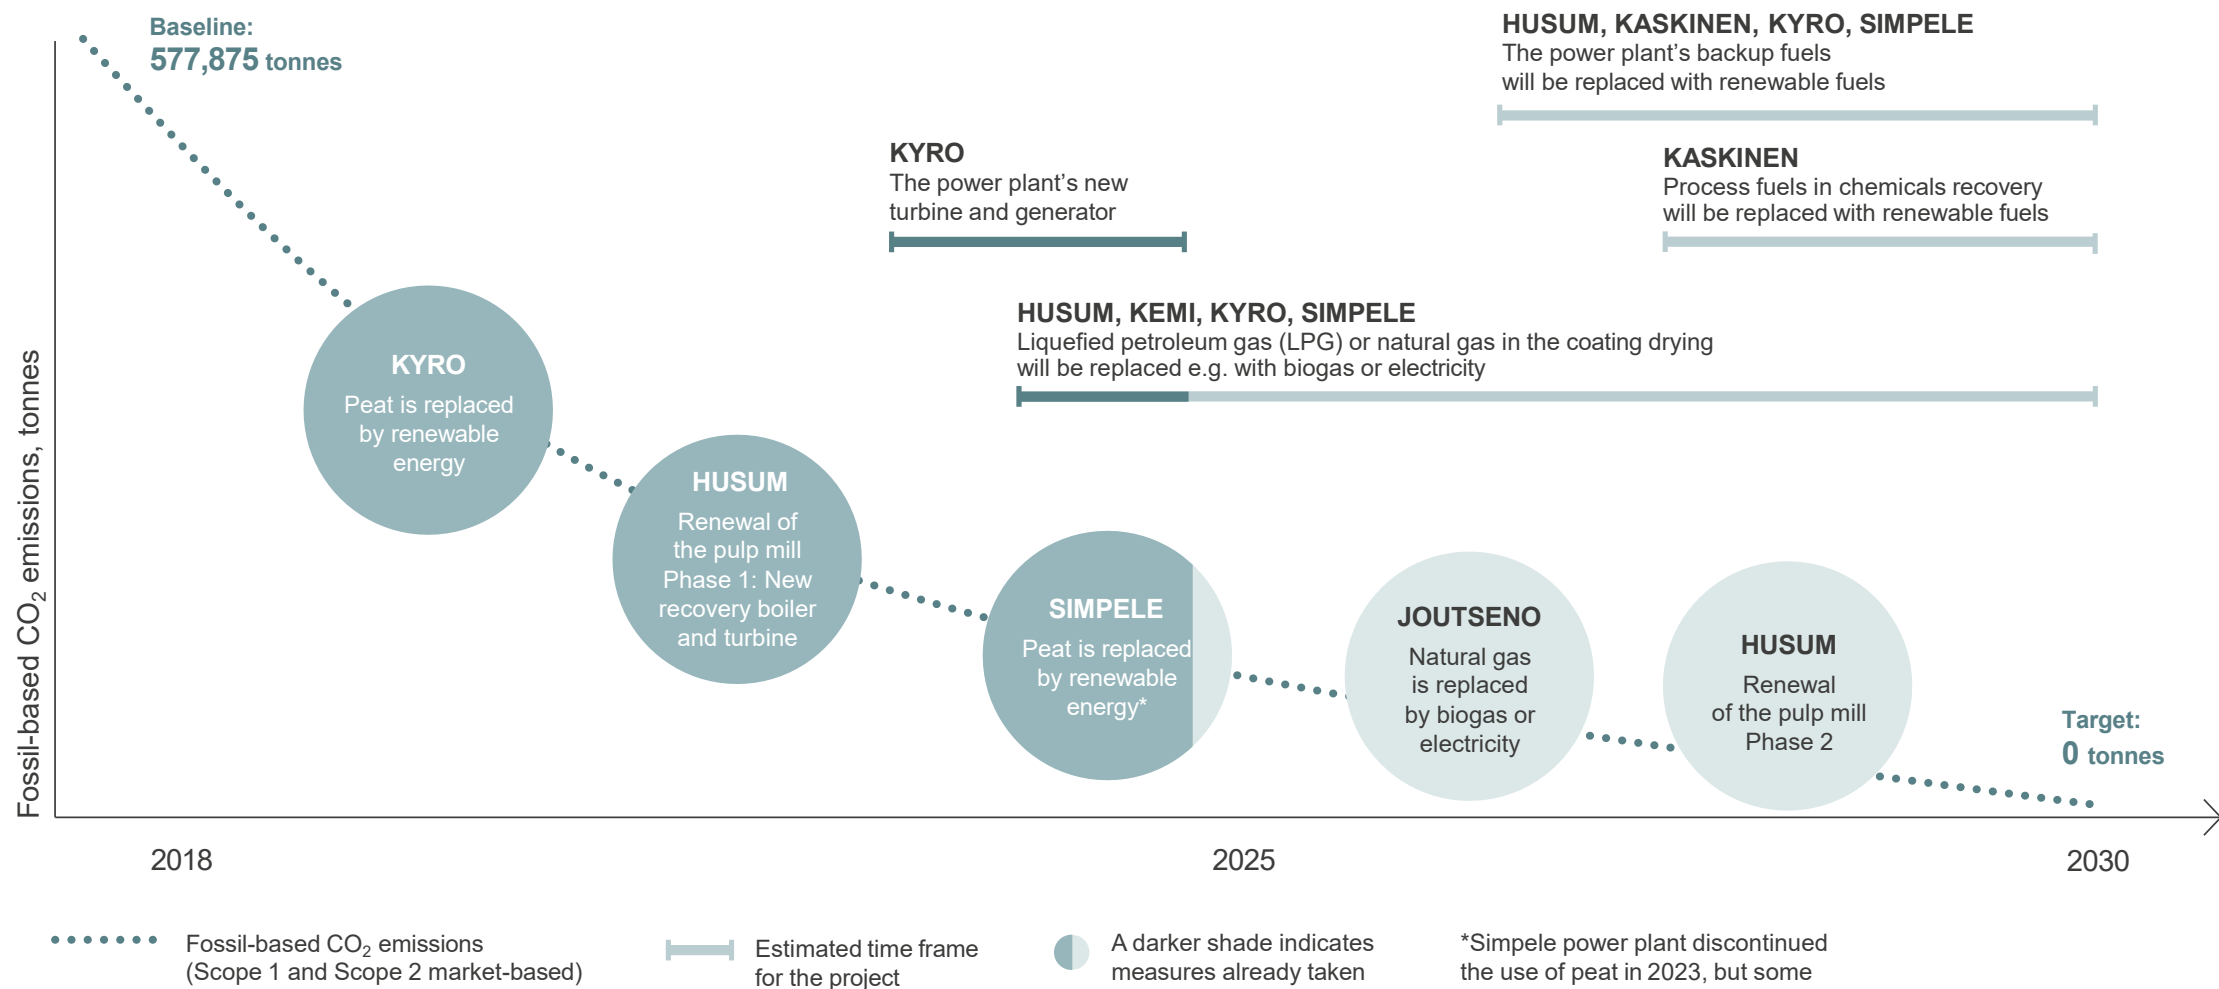 Baseline:
577,875 tonnes
HUSUM, KASKINEN, KYRO, SIMPELE
The power plant’s backup fuels
will be replaced with renewable fuels
KYRO
The power plant’s new
turbine and generator
KASKINEN
Process fuels in chemicals recovery
will be replaced with renewable fuels
HUSUM, KEMI, KYRO, SIMPELE
Liquefied petroleum gas (LPG) or natural gas in the coating drying
will be replaced e.g. with biogas or electricity
Fossil-based CO₂ emissions, tonnes
KYRO
Peat is replaced
by renewable
energy
HUSUM
Renewal of
the pulp mill
Phase 1: New
recovery boiler
and turbine
SIMPELE
Peat is replaced
by renewable
energy*
JOUTSENO
Natural gas
is replaced
by biogas or
electricity
HUSUM
Renewal
of the pulp mill
Phase 2
Target:
0 tonnes
2018
2025
2030
Fossil-based CO₂ emissions
(Scope 1 and Scope 2 market-based)
Estimated time frame
for the project
A darker shade indicates
measures already taken
*Simpele power plant discontinued
the use of peat in 2023, but some